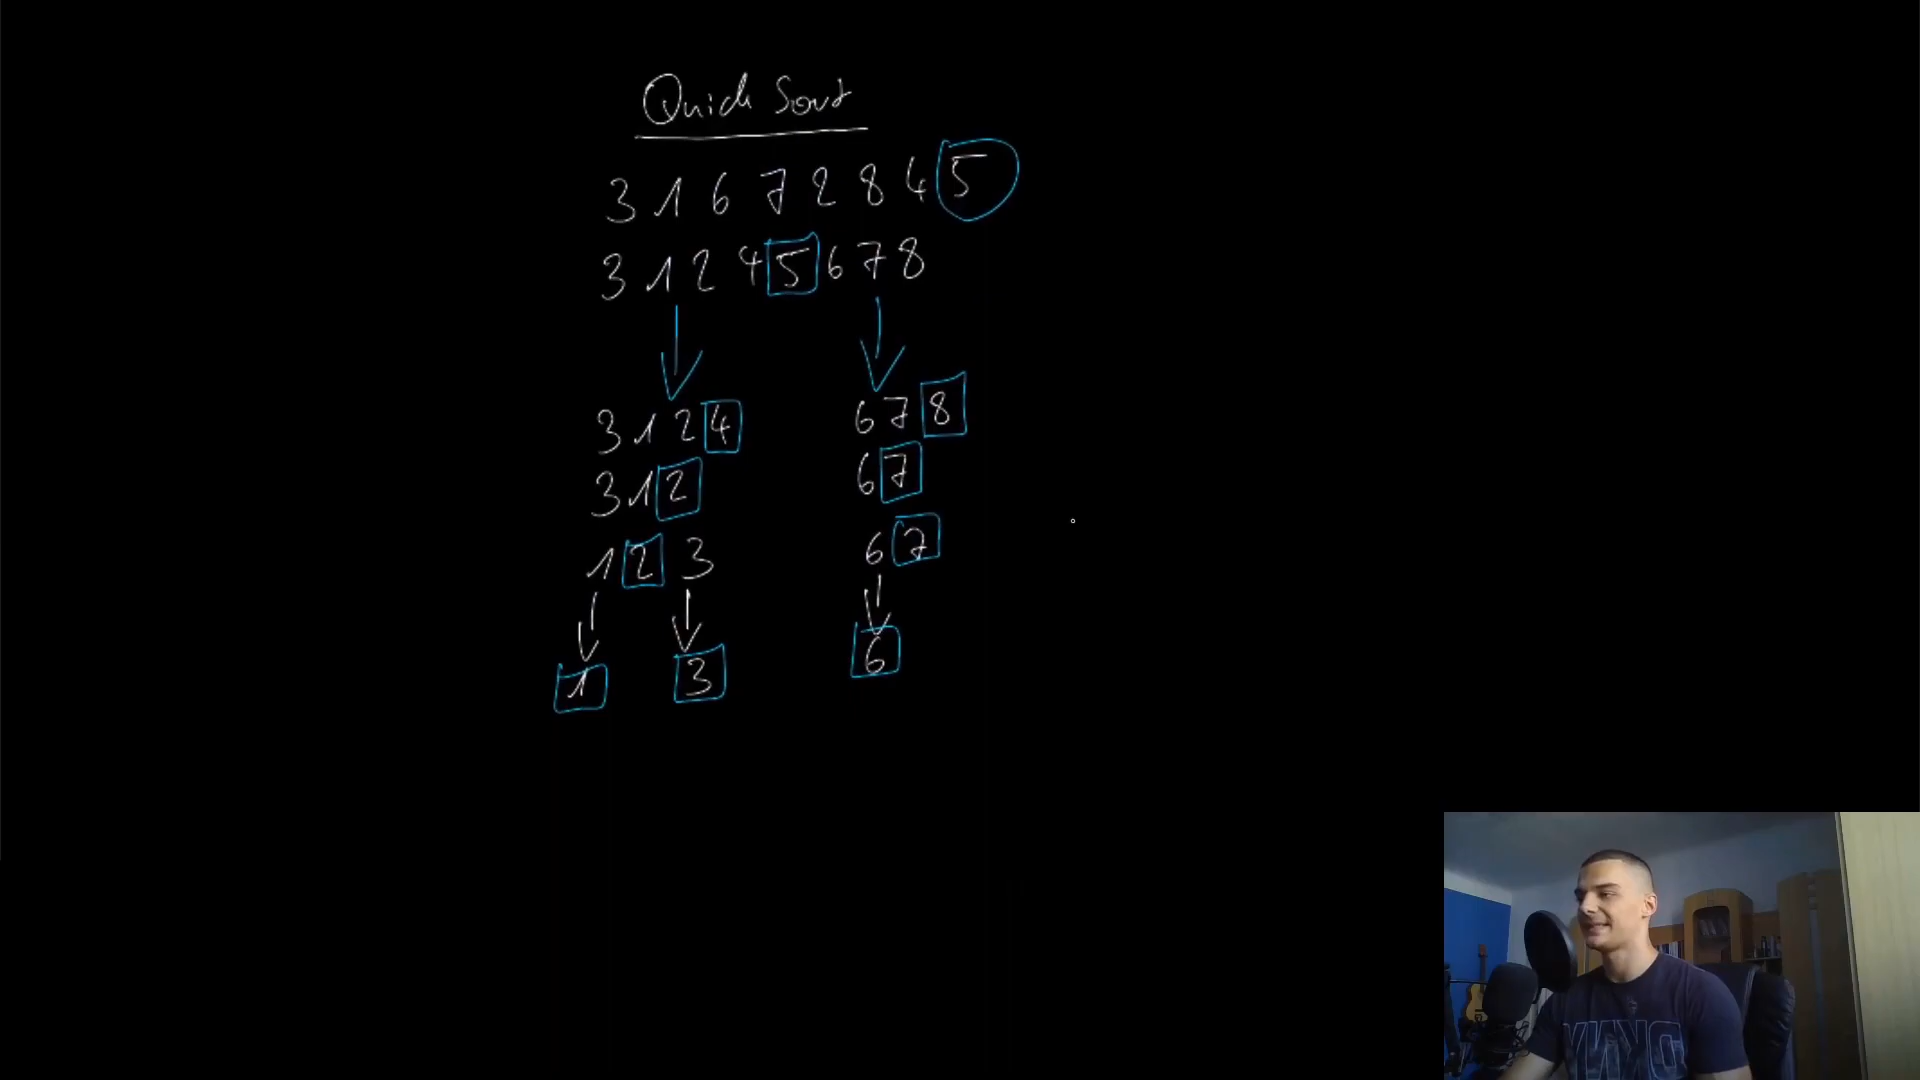 Quick Sort
3 1 6 7 2 8 4 5
3 1 2 4 5 6 7 8
3 1 2 4 6 7 8
3 1 2 6 7
1 2 3 6 7
1 3 6